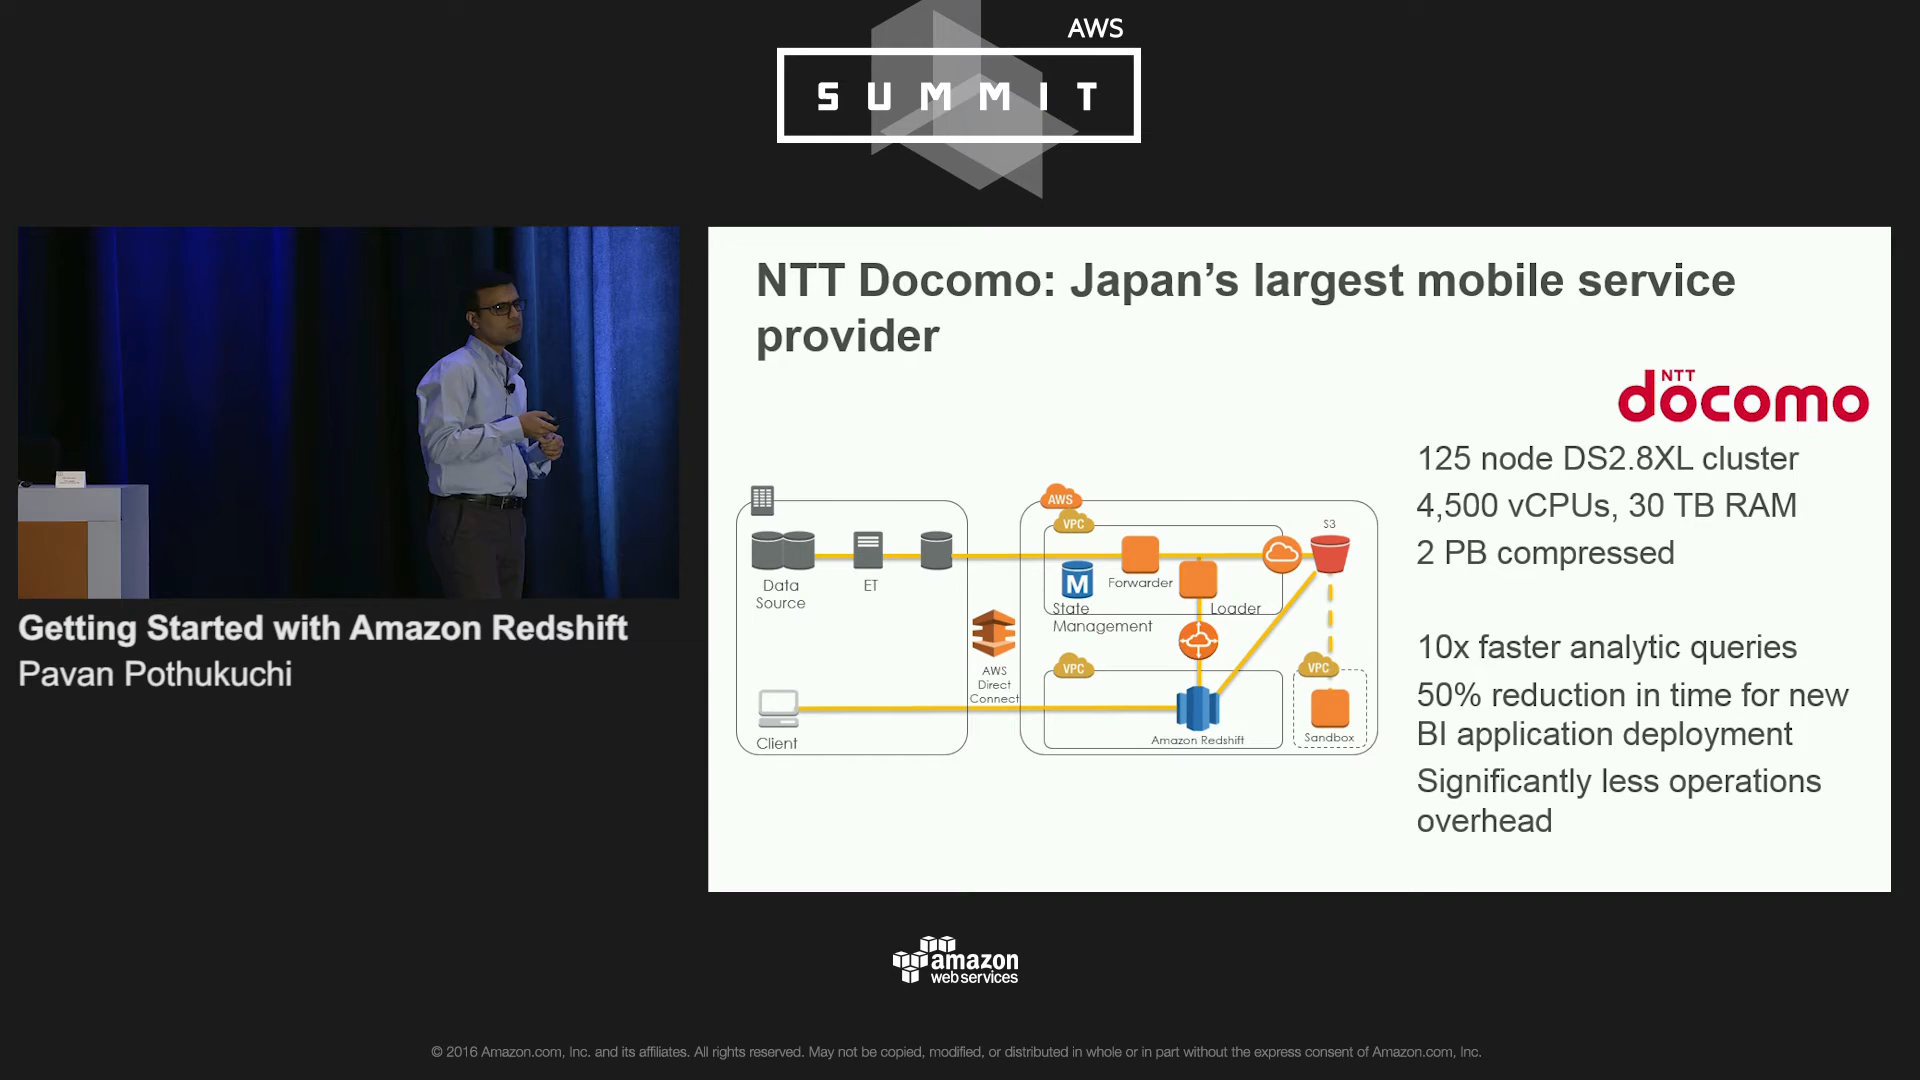 AWS
SUMMIT
NTT Docomo: Japan's largest mobile service
provider
NTT
döcomo
125 node DS2.8XL cluster
4,500 vCPUs, 30 TB RAM
2 PB compressed
10x faster analytic queries
50% reduction in time for new
BI application deployment
Significantly less operations
overhead
Data
Source
ET
Client
AWS
Direct
Connect
AWS
VPC
S3
M
Forwarder
State
Management
Loader
VPC
Amazon Redshift
VPC
Sandbox
Getting Started with Amazon Redshift
Pavan Pothukuchi
amazon
webservices
© 2016 Amazon.com, Inc. and its affiliates. All rights reserved. May not be copied, modified, or distributed in whole or in part without the express consent of Amazon.com, Inc.